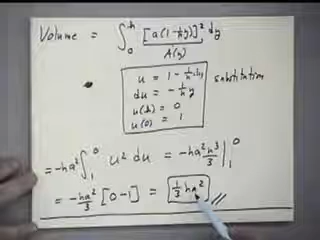 Volume = ∫₀ʰ [a(1-1/h y)]² dy
A(y)
u = 1 - 1/h y
substitution
du = -1/h y
u(h) = 0
u(0) = 1
= -ha² ∫₁⁰ u² du = -ha² u³/3 |₁⁰
= -ha²/3 [0-1] = 1/3 ha²